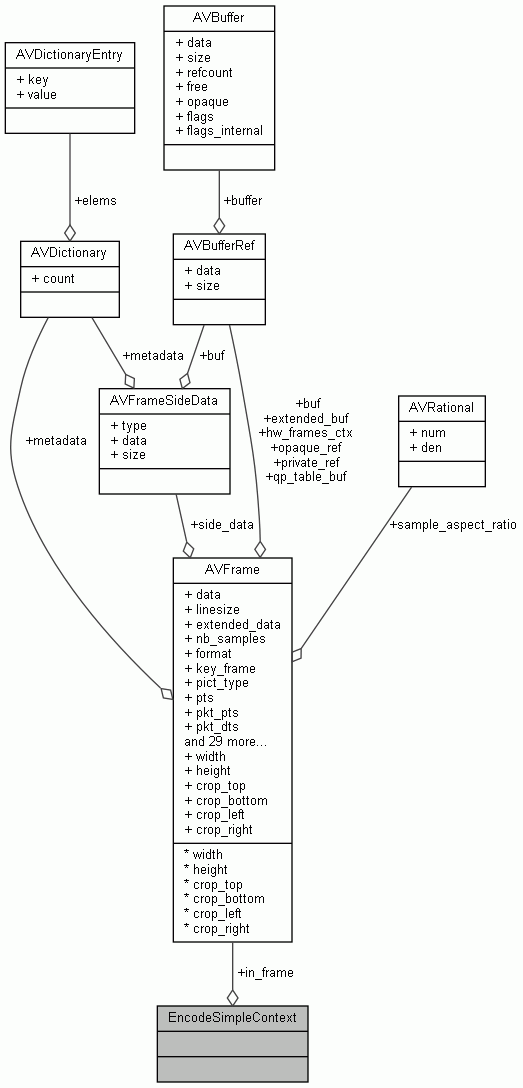 AVBuffer
+ data
+ size
+ refcount
+ free
+ opaque
+ flags
+ flags_internal
AVDictionaryEntry
+ key
+ value
+elems
+buffer
AVDictionary
+ count
AVBufferRef
+ data
+ size
+metadata
+buf
AVFrameSideData
+ type
+ data
+ size
+metadata
+buf
+extended_buf
+hw_frames_ctx
+opaque_ref
+private_ref
+qp_table_buf
AVRational
+ num
+ den
+side_data
+sample_aspect_ratio
AVFrame
+ data
+ linesize
+ extended_data
+ nb_samples
+ format
+ key_frame
+ pict_type
+ pts
+ pkt_pts
+ pkt_dts
and 29 more...
+ width
+ height
+ crop_top
+ crop_bottom
+ crop_left
+ crop_right
* width
* height
* crop_top
* crop_bottom
* crop_left
* crop_right
+in_frame
EncodeSimpleContext